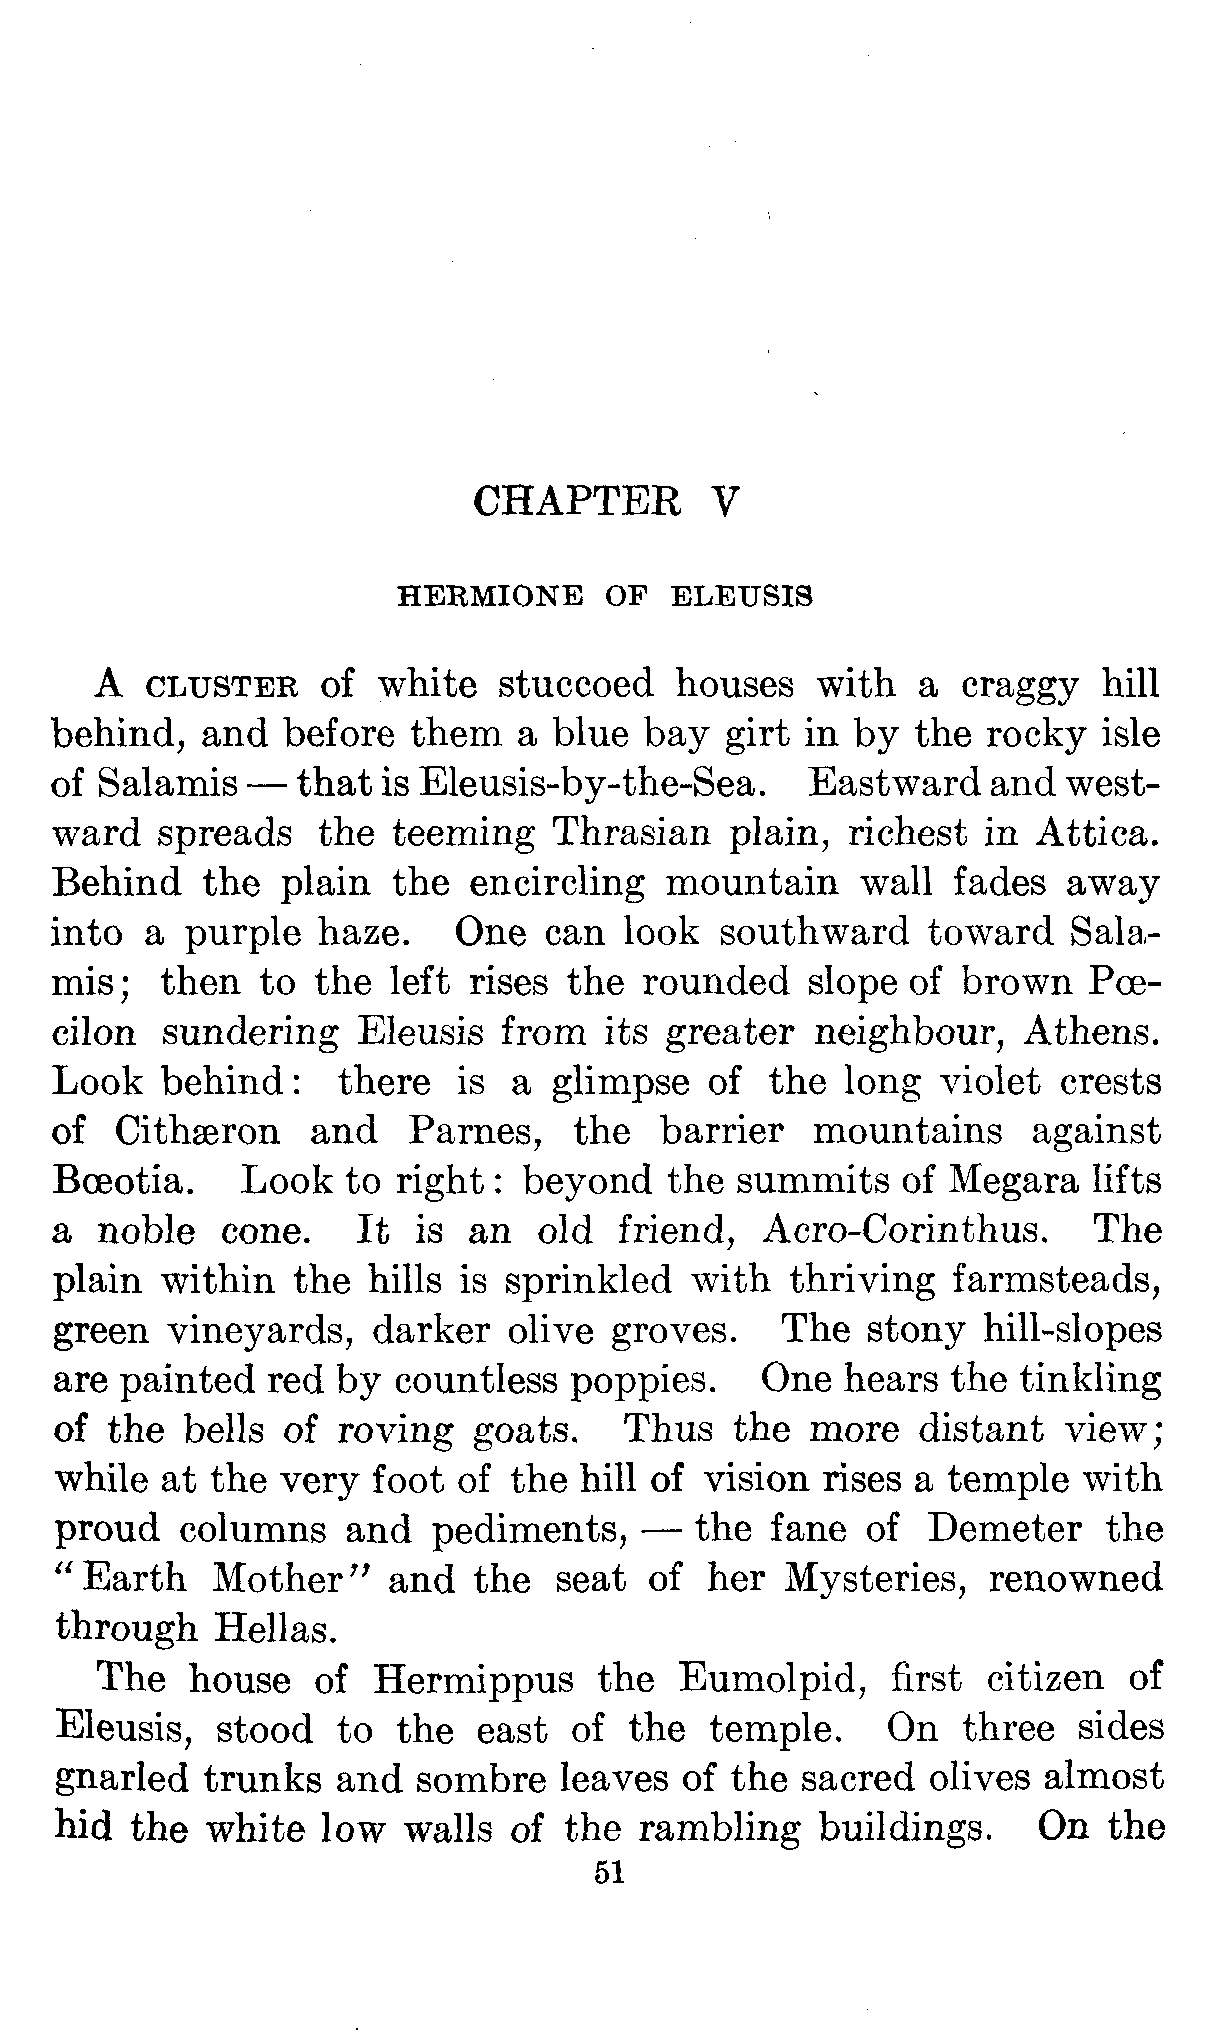 CHAPTER V
HERMIONE OF ELEUSIS
A CLUSTER of white stuccoed houses with a craggy hill
behind, and before them a blue bay girt in by the rocky isle
of Salamis — that is Eleusis-by-the-Sea. Eastward and west-
ward spreads the teeming Thrasian plain, richest in Attica.
Behind the plain the encircling mountain wall fades away
into a purple haze. One can look southward toward Sala-
mis; then to the left rises the rounded slope of brown Pœ-
cilon sundering Eleusis from its greater neighbour, Athens.
Look behind: there is a glimpse of the long violet crests
of Cithæron and Parnes, the barrier mountains against
Bœotia. Look to right: beyond the summits of Megara lifts
a noble cone. It is an old friend, Acro-Corinthus. The
plain within the hills is sprinkled with thriving farmsteads,
green vineyards, darker olive groves. The stony hill-slopes
are painted red by countless poppies. One hears the tinkling
of the bells of roving goats. Thus the more distant view;
while at the very foot of the hill of vision rises a temple with
proud columns and pediments, — the fane of Demeter the
"Earth Mother" and the seat of her Mysteries, renowned
through Hellas.
The house of Hermippus the Eumolpid, first citizen of
Eleusis, stood to the east of the temple. On three sides
gnarled trunks and sombre leaves of the sacred olives almost
hid the white low walls of the rambling buildings. On the
51